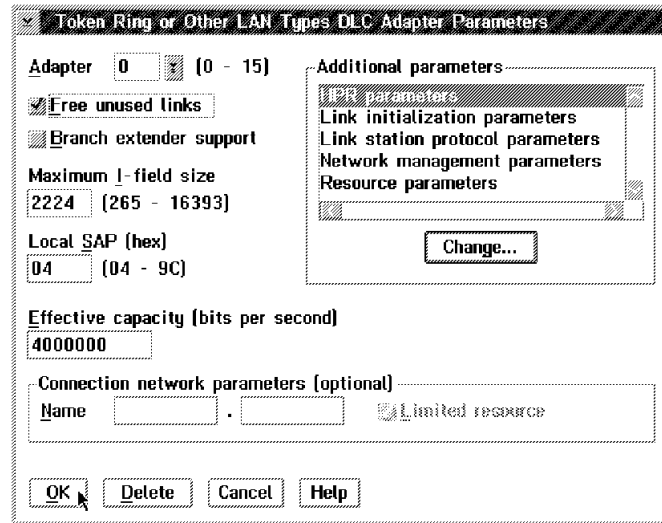 Token Ring or Other LAN Types DLC Adapter Parameters
Adapter 0 (0 - 15)
Free unused links
Branch extender support
Maximum I-field size
2224 (265 - 16393)
Local SAP (hex)
04 (04 - 9C)
Additional parameters
HPR parameters
Link initialization parameters
Link station protocol parameters
Network management parameters
Resource parameters
Change...
Effective capacity (bits per second)
4000000
Connection network parameters (optional)
Name . Limited resource
OK Delete Cancel Help